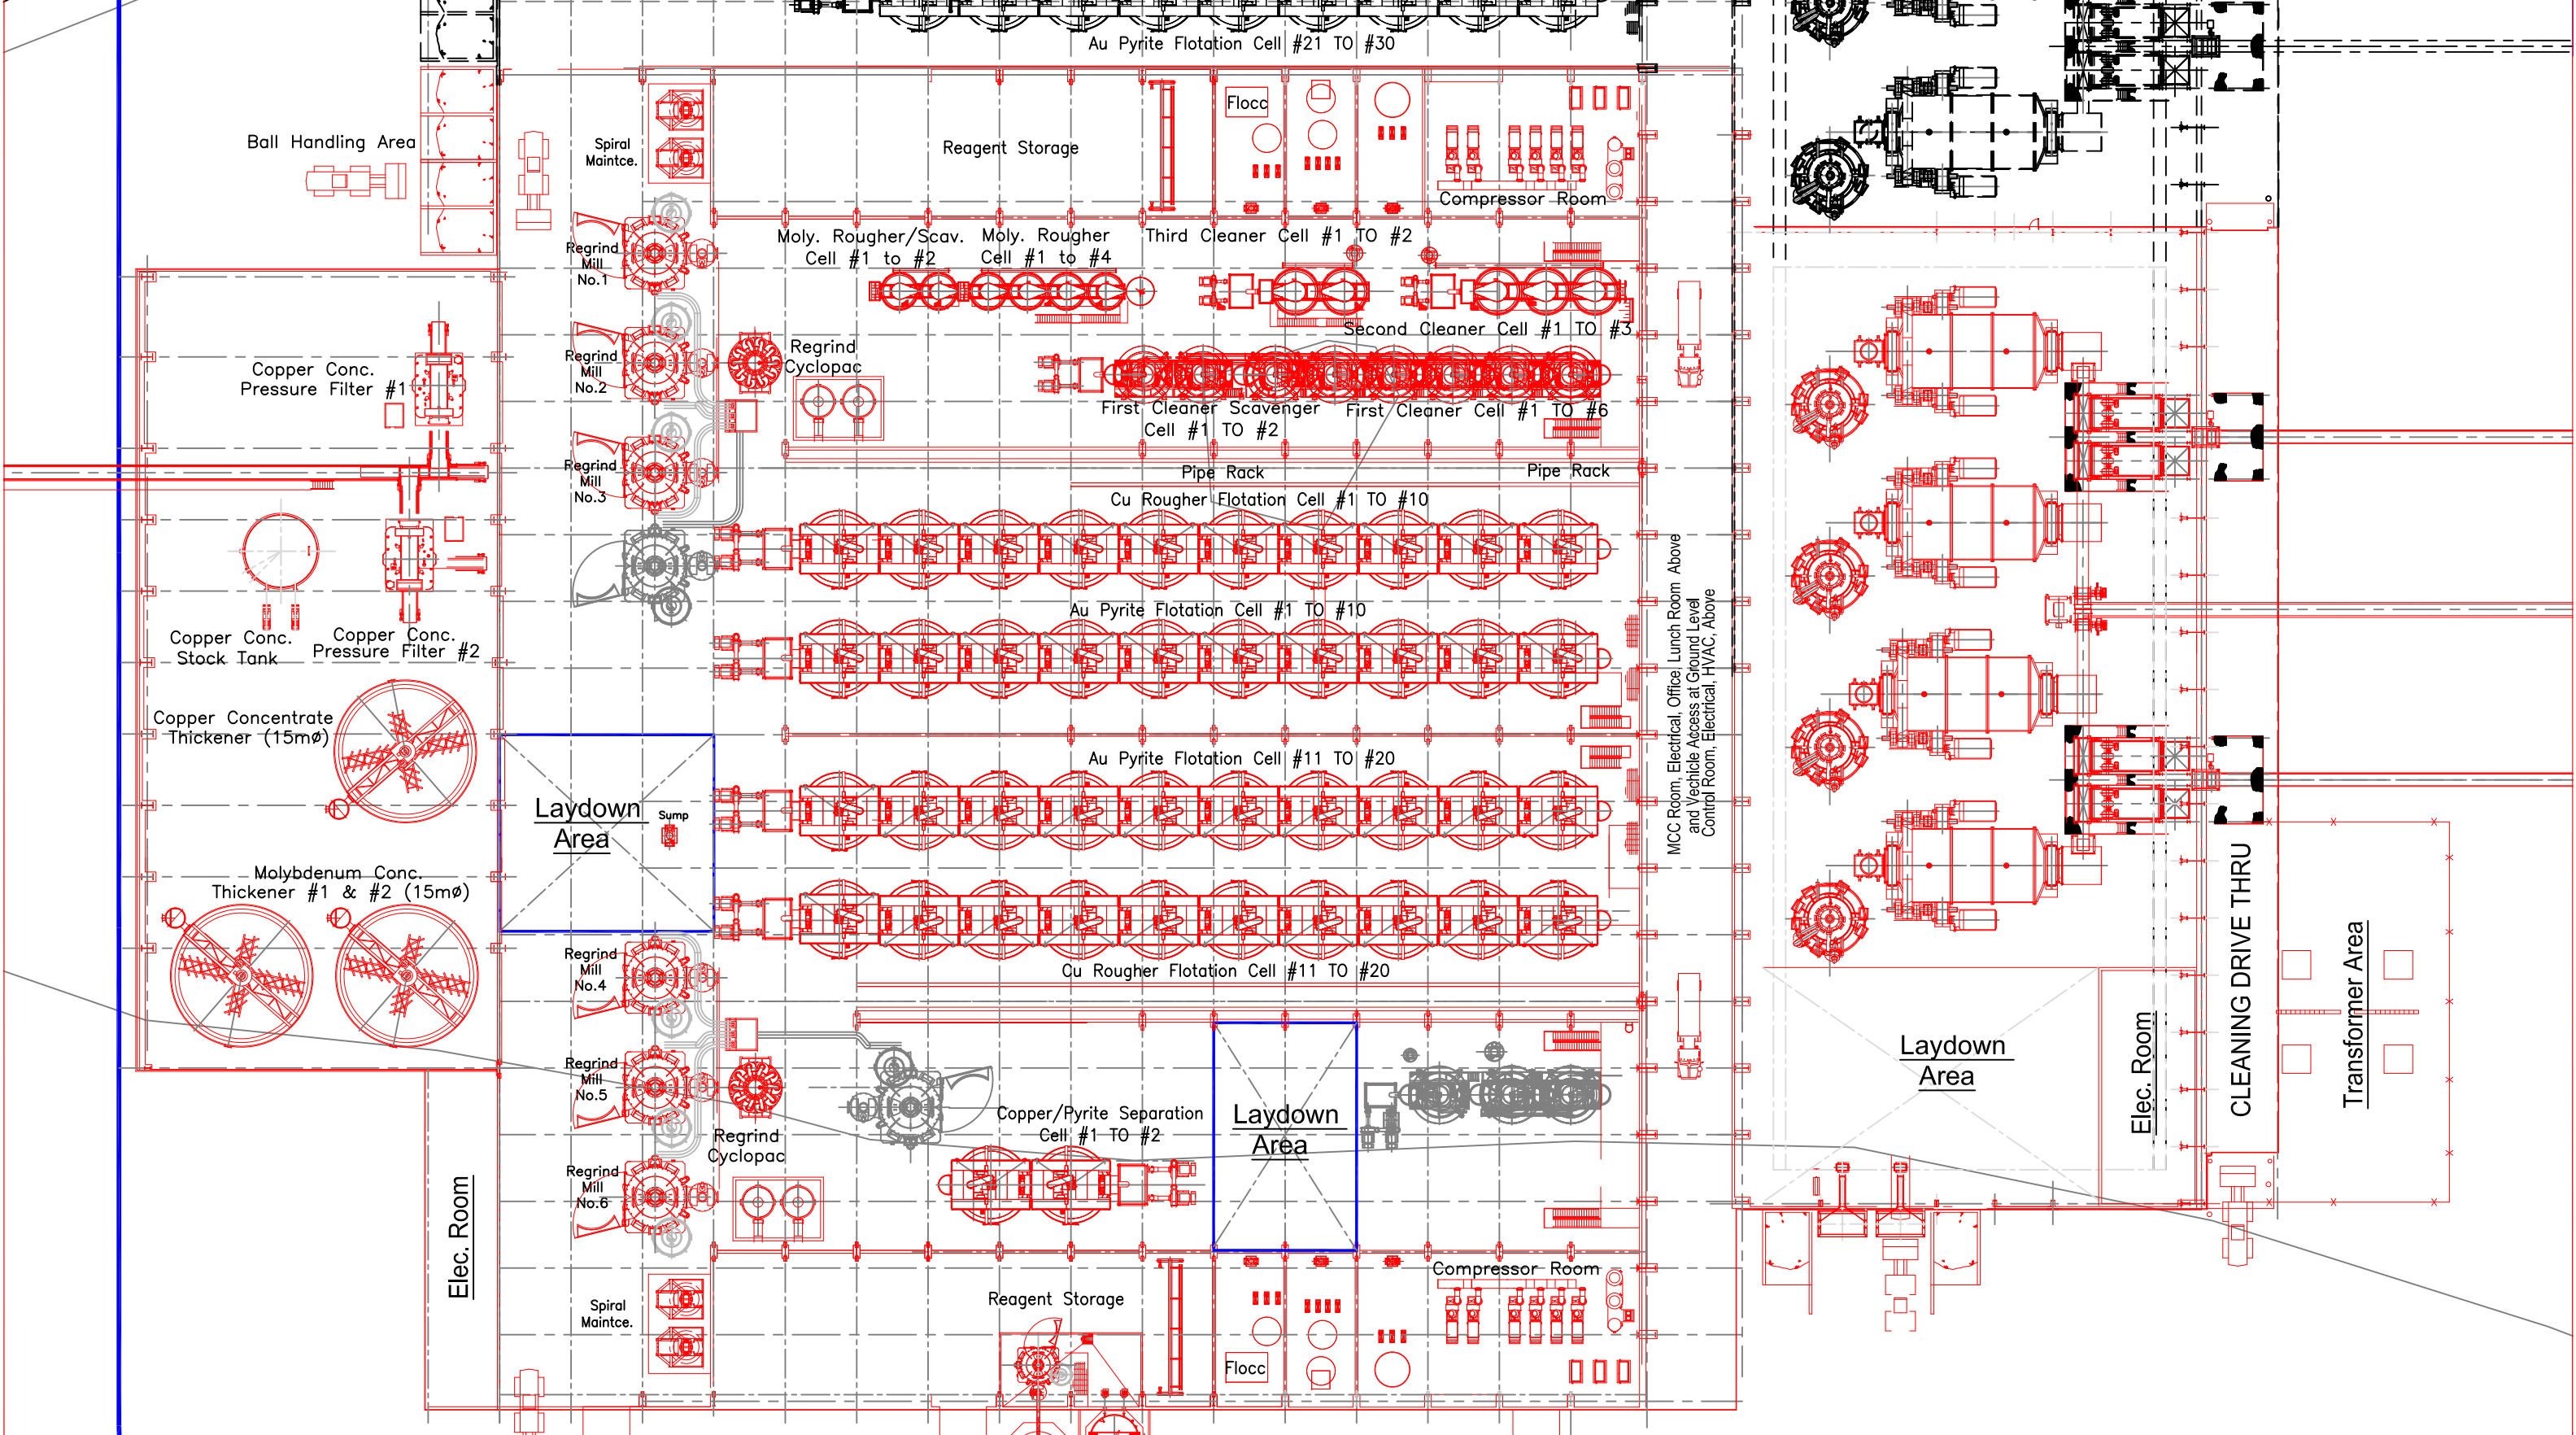 Au Pyrite Flotation Cell #21 TO #30
Flocc
Ball Handling Area
Spiral
Maintce.
Reagent Storage
Compressor Room
Regrind
Mill
No.1
Moly. Rougher/Scav.
Cell #1 to #2
Moly. Rougher
Cell #1 to #4
Third Cleaner Cell #1 TO #2
Second Cleaner Cell #1 TO #3
Regrind
Mill
No.2
Regrind
Cyclopac
Copper Conc.
Pressure Filter #1
First Cleaner Scavenger
Cell #1 TO #2
First Cleaner Cell #1 TO #6
Regrind
Mill
No.3
Pipe Rack
Pipe Rack
Cu Rougher Flotation Cell #1 TO #10
Au Pyrite Flotation Cell #1 TO #10
Copper Conc.
Stock Tank
Copper Conc.
Pressure Filter #2
MCC Room, Electrical, Office, Lunch Room Above
and Vechicle Access at Ground Level
Control Room, Electrical, HVAC, Above
Copper Concentrate
Thickener (15mø)
Au Pyrite Flotation Cell #11 TO #20
Laydown
Area
Sump
Molybdenum Conc.
Thickener #1 & #2 (15mø)
Cu Rougher Flotation Cell #11 TO #20
Regrind
Mill
No.4
Regrind
Mill
No.5
Regrind
Cyclopac
Copper/Pyrite Separation
Cell #1 TO #2
Laydown
Area
Laydown
Area
Elec. Room
CLEANING DRIVE THRU
Transformer Area
Regrind
Mill
No.6
Elec. Room
Spiral
Maintce.
Reagent Storage
Compressor Room
Flocc